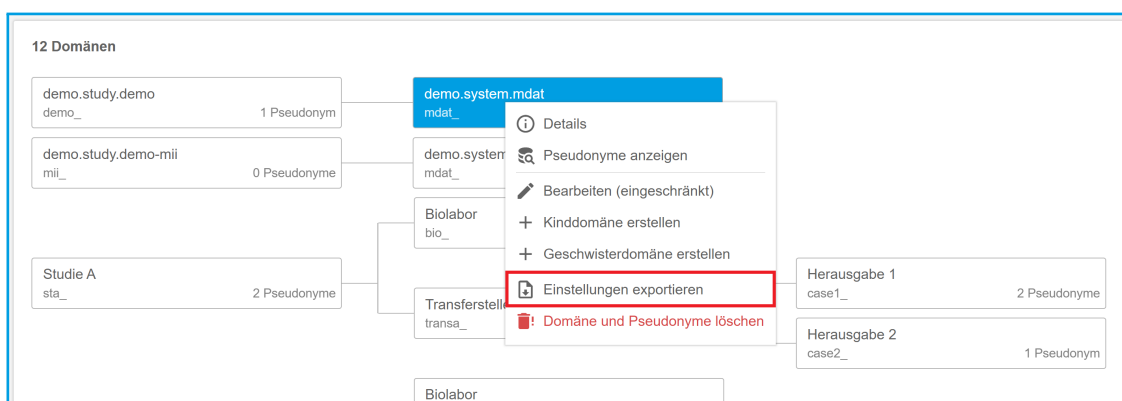 12 Domänen
demo.study.demo
demo_ 1 Pseudonym
demo.system.mdat
mdat_
demo.study.demo-mii
mii_ 0 Pseudonyme
demo.system
mdat_
Biolabor
bio_
Studie A
sta_ 2 Pseudonyme
Transferstelle
transa_
Details
Pseudonyme anzeigen
Bearbeiten (eingeschränkt)
Kinddomäne erstellen
Geschwisterdomäne erstellen
Einstellungen exportieren
Domäne und Pseudonyme löschen
Herausgabe 1
case1_ 2 Pseudonyme
Herausgabe 2
case2_ 1 Pseudonym
Biolabor